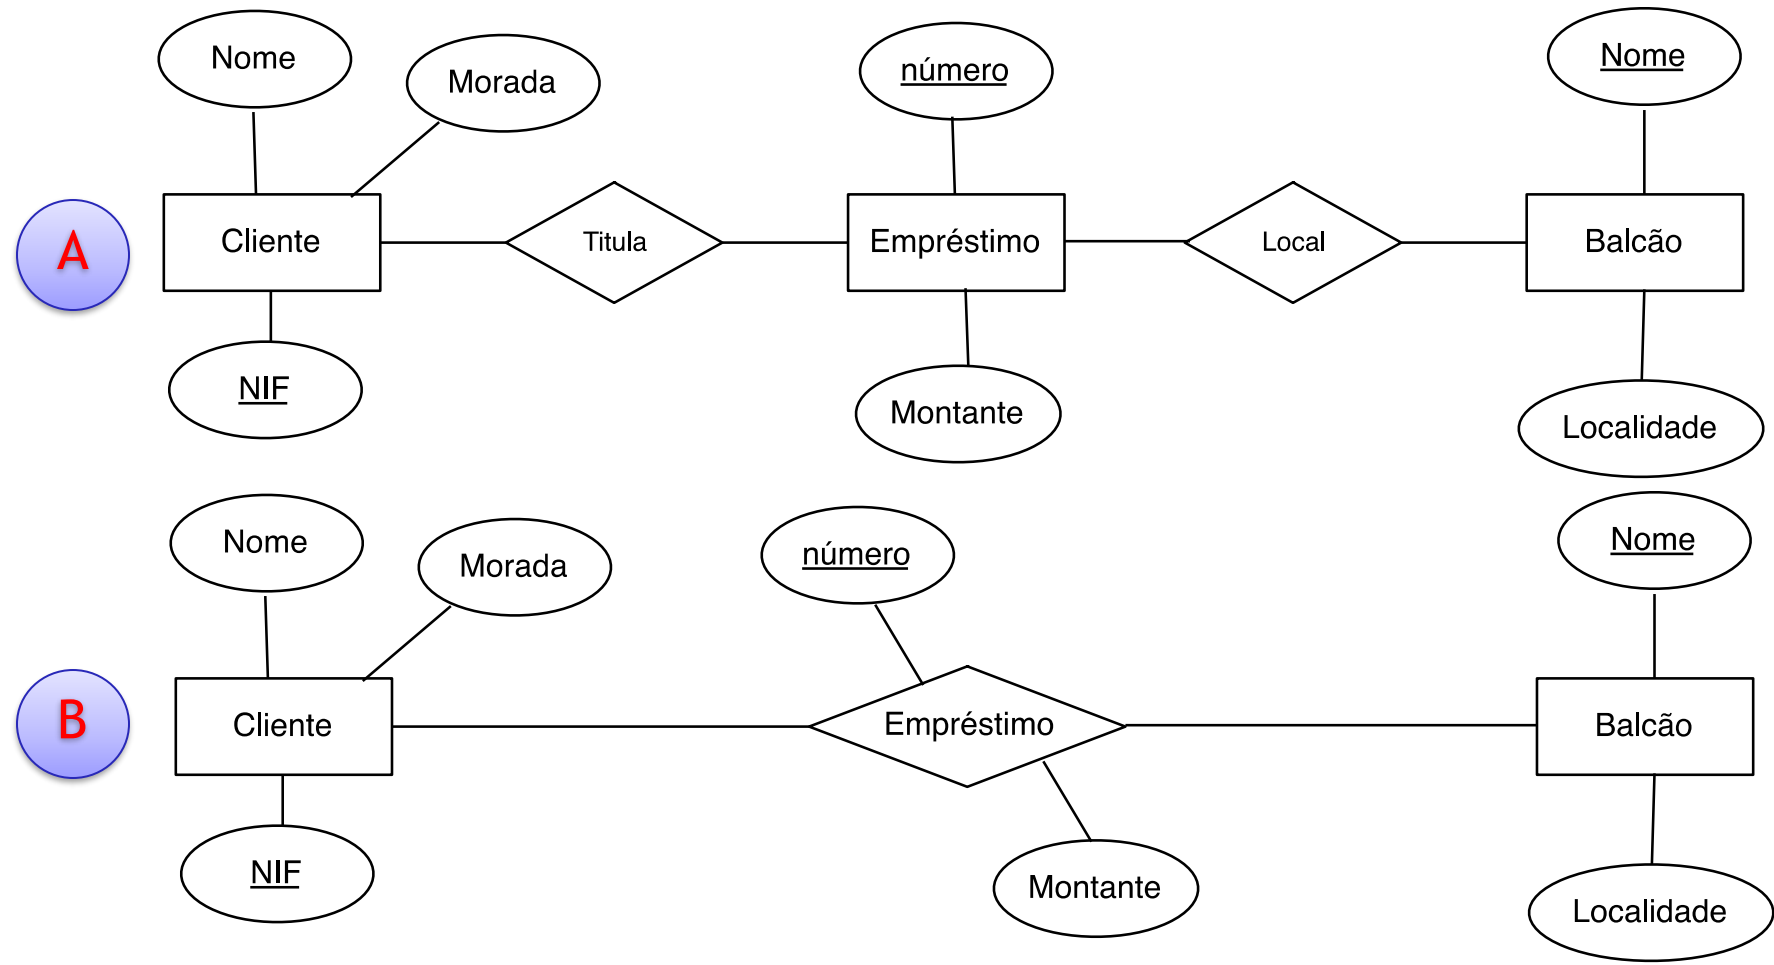 Nome
Morada
número
Nome
A
Cliente
Titula
Empréstimo
Local
Balcão
NIF
Montante
Localidade
Nome
Morada
número
Nome
B
Cliente
Empréstimo
Balcão
NIF
Montante
Localidade